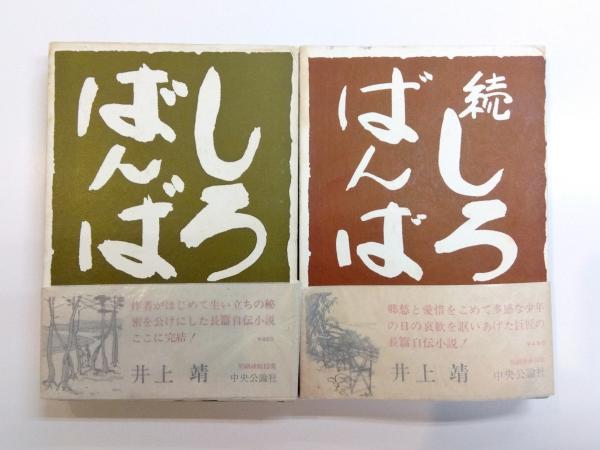 しろ
ばんば
作者がはじめて生い立ちの秘
密を公けにした長篇自伝小説
ここに完結!
井上 靖
中央公論社
続
しろ
ばんば
郷愁と愛惜をこめて多感な少年
の日の哀歓を謳いあげた巨匠の
長篇自伝小説!
井上 靖
中央公論社